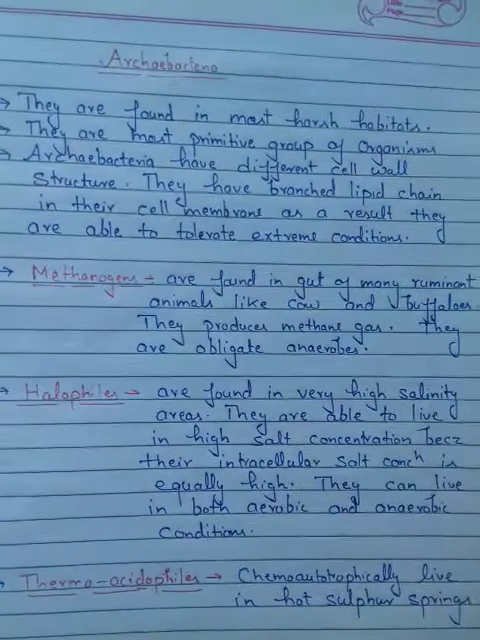 Archaebacteria
→ They are found in most harsh habitats.
→ They are most primitive group of Organisms
→ Archaebacteria have different cell wall
structure. They have branched lipid chain
in their cell membrane as a result they
are able to tolerate extreme conditions.
→ Methanogens - are found in gut of many ruminant
animals like cow and buffaloes.
They produces methane gas. They
are obligate anaerobes.
→ Halophiles → are found in very high salinity
areas. They are able to live
in high salt concentration becz
their intracellular salt concn is
equally high. They can live
in both aerobic and anaerobic
conditions.
→ Thermo-acidophiles → Chemoautotrophically live
in hot sulphur springs